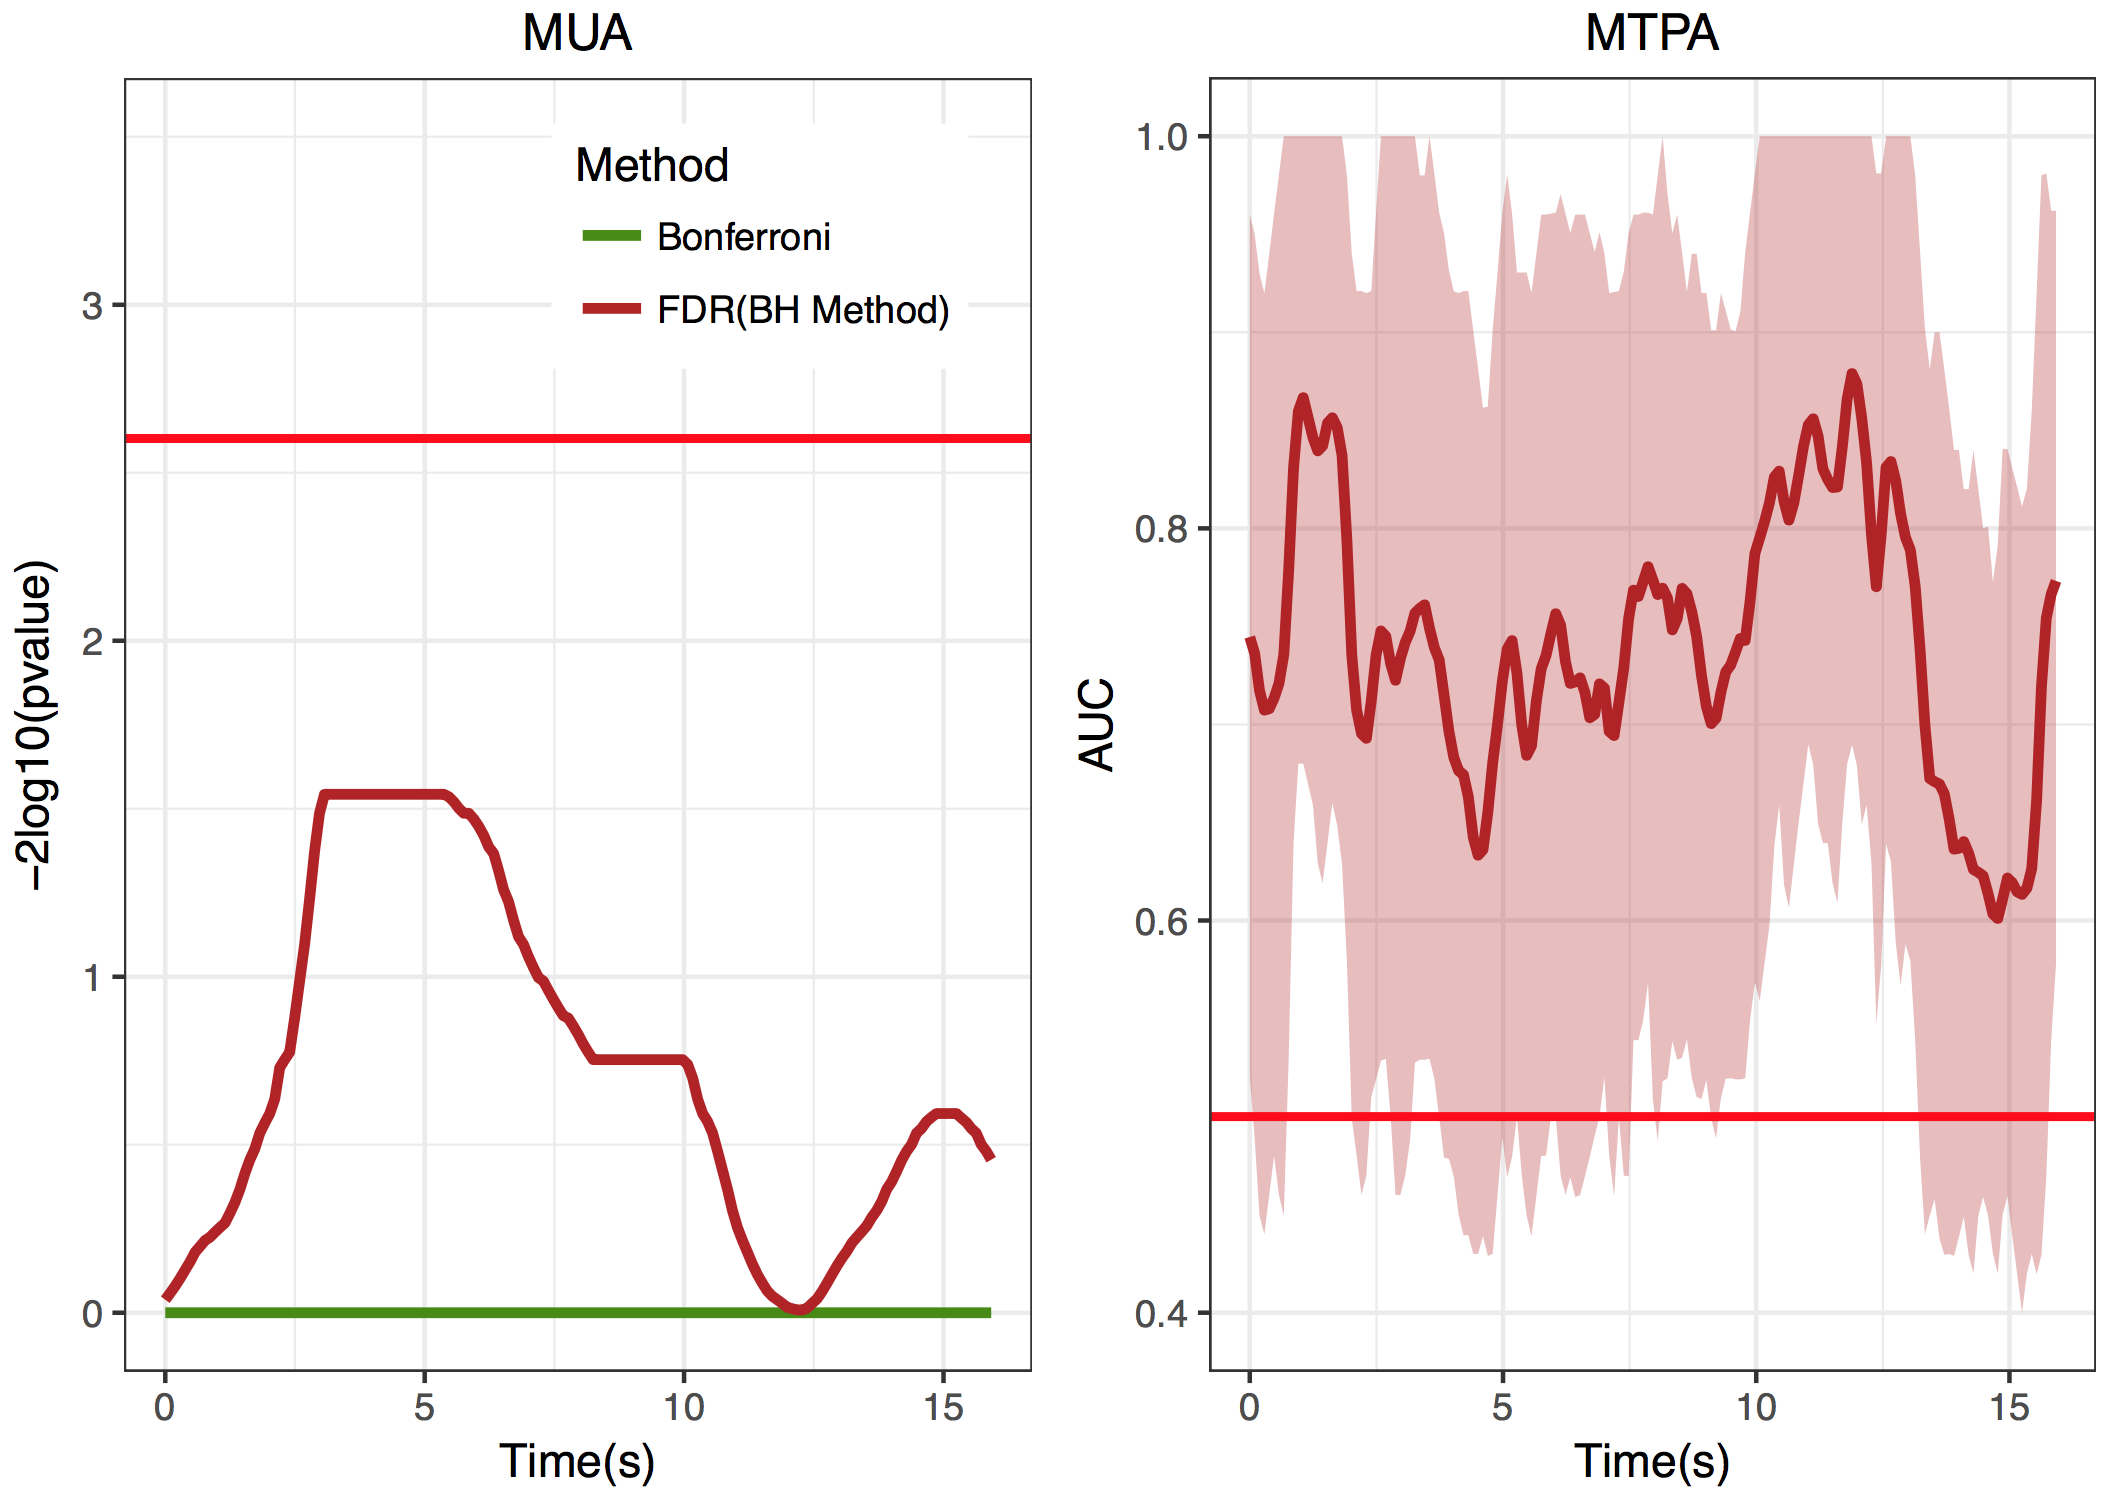 MUA
−2log10(pvalue)
3
2
1
0
Method
Bonferroni
FDR(BH Method)
0 5 10 15
Time(s)
MTPA
AUC
1.0
0.8
0.6
0.4
0 5 10 15
Time(s)